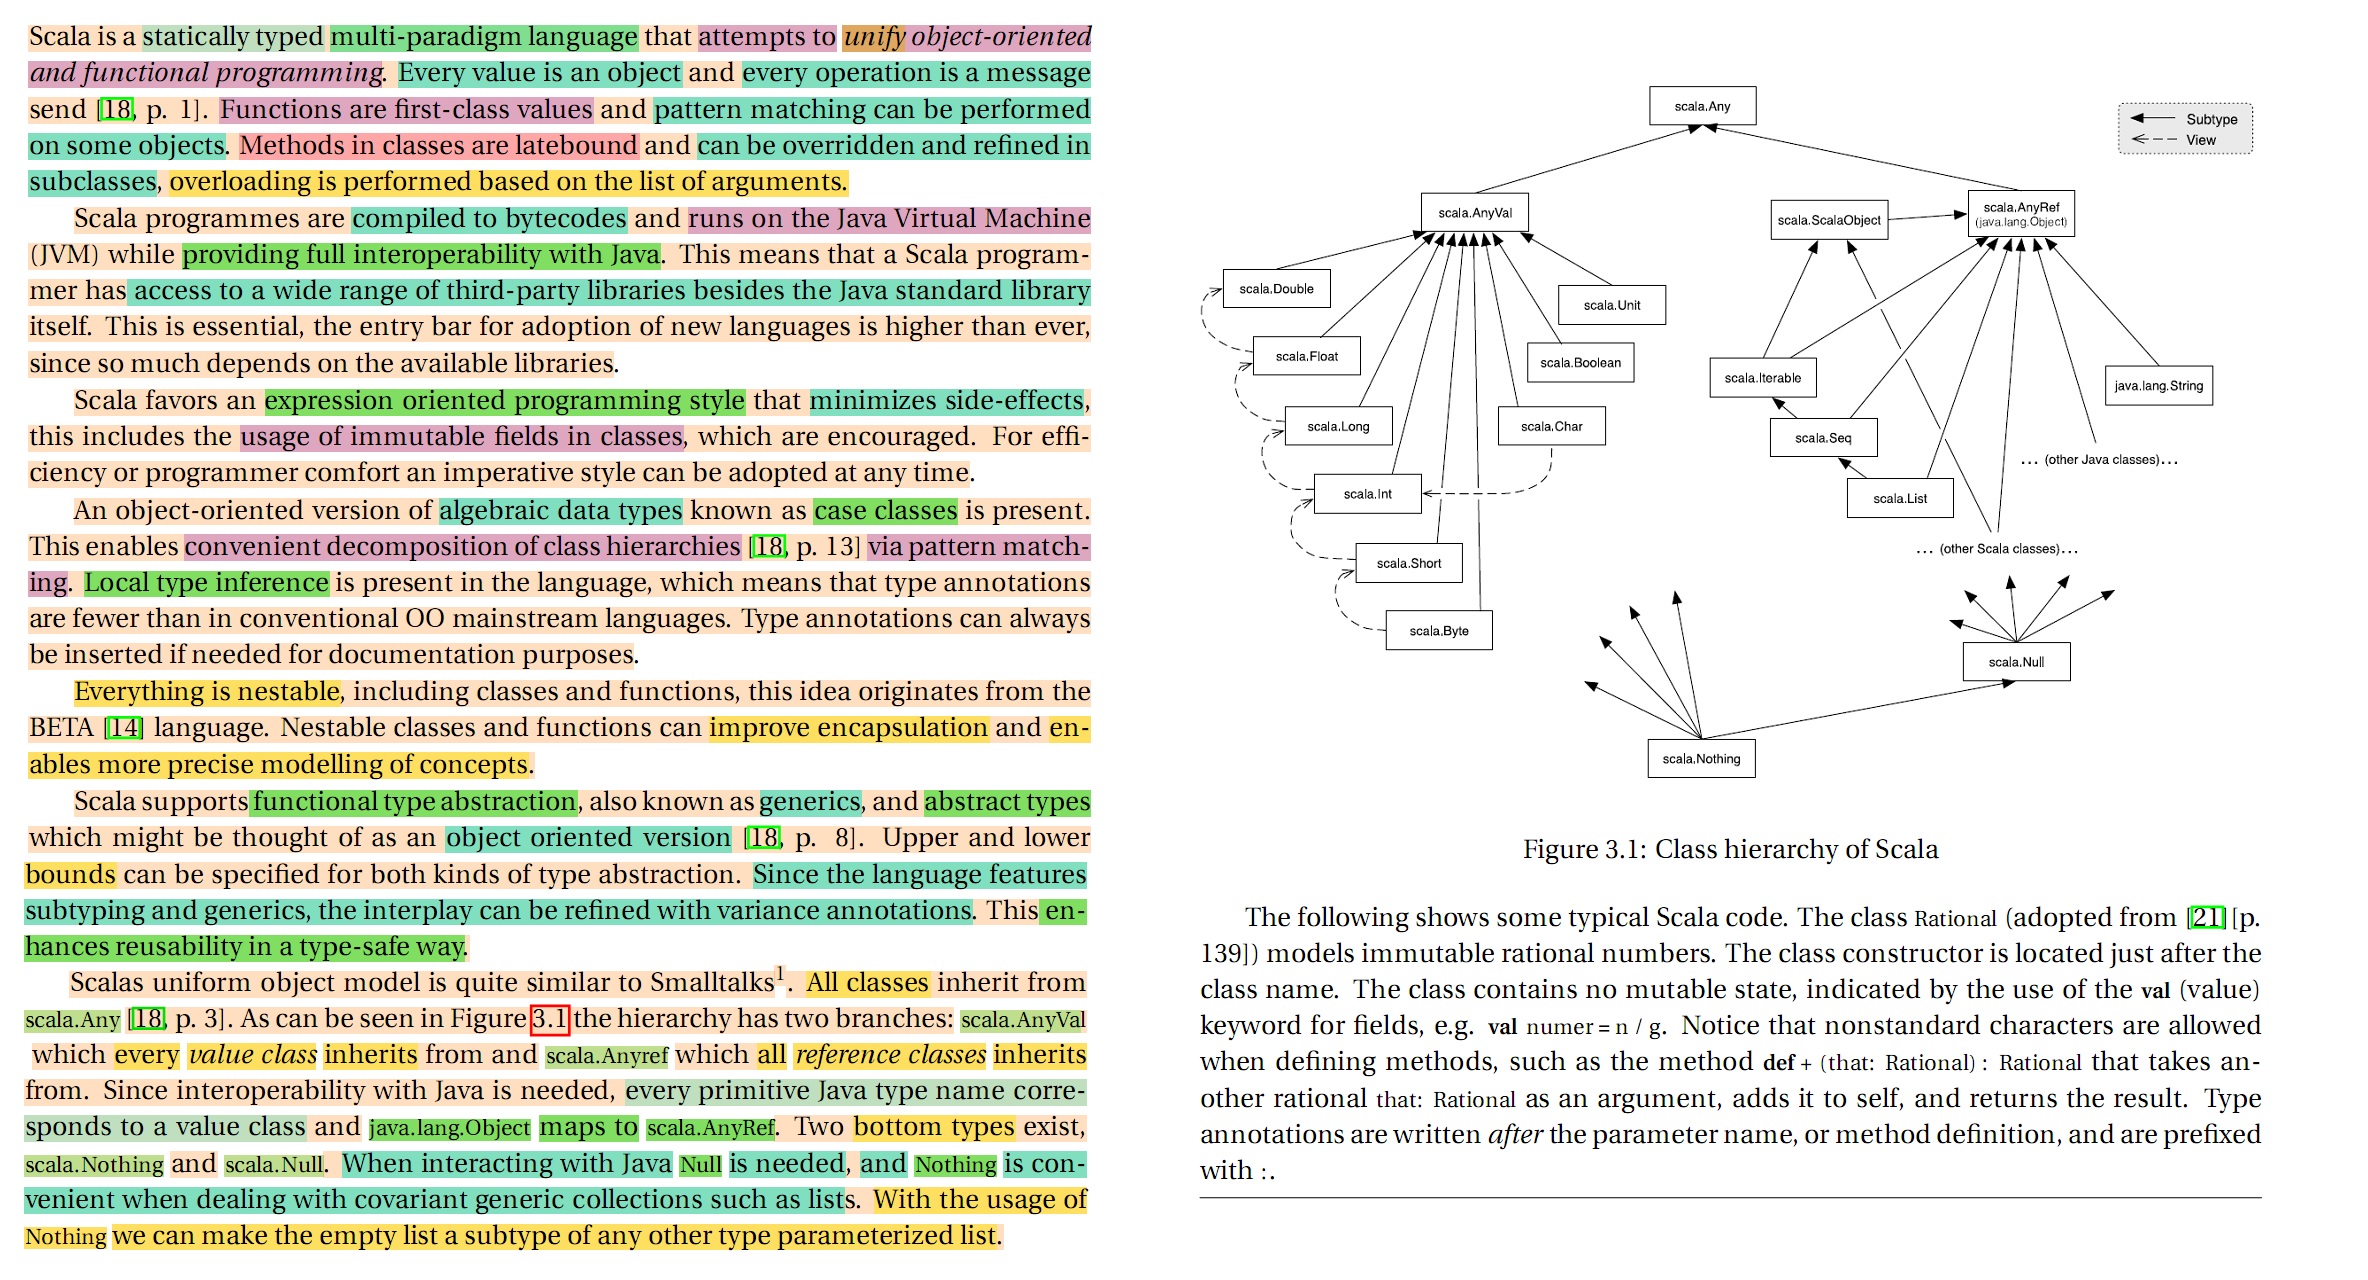 Scala is a statically typed multi-paradigm language that attempts to unify object-oriented
and functional programming. Every value is an object and every operation is a message
send [18, p. 1]. Functions are first-class values and pattern matching can be performed
on some objects. Methods in classes are latebound and can be overridden and refined in
subclasses, overloading is performed based on the list of arguments.
Scala programmes are compiled to bytecodes and runs on the Java Virtual Machine
(JVM) while providing full interoperability with Java. This means that a Scala program-
mer has access to a wide range of third-party libraries besides the Java standard library
itself. This is essential, the entry bar for adoption of new languages is higher than ever,
since so much depends on the available libraries.
Scala favors an expression oriented programming style that minimizes side-effects,
this includes the usage of immutable fields in classes, which are encouraged. For effi-
ciency or programmer comfort an imperative style can be adopted at any time.
An object-oriented version of algebraic data types known as case classes is present.
This enables convenient decomposition of class hierarchies [18, p. 13] via pattern match-
ing. Local type inference is present in the language, which means that type annotations
are fewer than in conventional OO mainstream languages. Type annotations can always
be inserted if needed for documentation purposes.
Everything is nestable, including classes and functions, this idea originates from the
BETA [14] language. Nestable classes and functions can improve encapsulation and en-
ables more precise modelling of concepts.
Scala supports functional type abstraction, also known as generics, and abstract types
which might be thought of as an object oriented version [18, p. 8]. Upper and lower
bounds can be specified for both kinds of type abstraction. Since the language features
subtyping and generics, the interplay can be refined with variance annotations. This en-
hances reusability in a type-safe way.
Scalas uniform object model is quite similar to Smalltalks1. All classes inherit from
scala.Any [18, p. 3]. As can be seen in Figure 3.1 the hierarchy has two branches: scala.AnyVal
which every value class inherits from and scala.Anyref which all reference classes inherits
from. Since interoperability with Java is needed, every primitive Java type name corre-
sponds to a value class and java.lang.Object maps to scala.AnyRef. Two bottom types exist,
scala.Nothing and scala.Null. When interacting with Java Null is needed, and Nothing is con-
venient when dealing with covariant generic collections such as lists. With the usage of
Nothing we can make the empty list a subtype of any other type parameterized list.
scala.Any
Subtype
View
scala.AnyVal
scala.ScalaObject
scala.AnyRef
(java.lang.Object)
scala.Double
scala.Unit
scala.Float
scala.Boolean
scala.Iterable
java.lang.String
scala.Long
scala.Char
scala.Seq
... (other Java classes)...
scala.Int
scala.List
... (other Scala classes)...
scala.Short
scala.Byte
scala.Null
scala.Nothing
Figure 3.1: Class hierarchy of Scala
The following shows some typical Scala code. The class Rational (adopted from [21] [p.
139]) models immutable rational numbers. The class constructor is located just after the
class name. The class contains no mutable state, indicated by the use of the val (value)
keyword for fields, e.g. val numer = n / g. Notice that nonstandard characters are allowed
when defining methods, such as the method def + (that: Rational) : Rational that takes an-
other rational that: Rational as an argument, adds it to self, and returns the result. Type
annotations are written after the parameter name, or method definition, and are prefixed
with :.